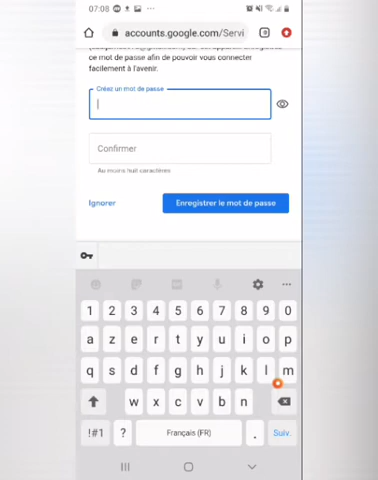 07:08
accounts.google.com/Servi
ce mot de passe afin de pouvoir vous connecter
facilement à l'avenir.
Créez un mot de passe
Confirmer
Au moins huit caractères
Ignorer
Enregistrer le mot de passe
1 2 3 4 5 6 7 8 9 0
a z e r t y u i o p
q s d f g h j k l m
w x c v b n
!#1 ? Français (FR) . Suiv.